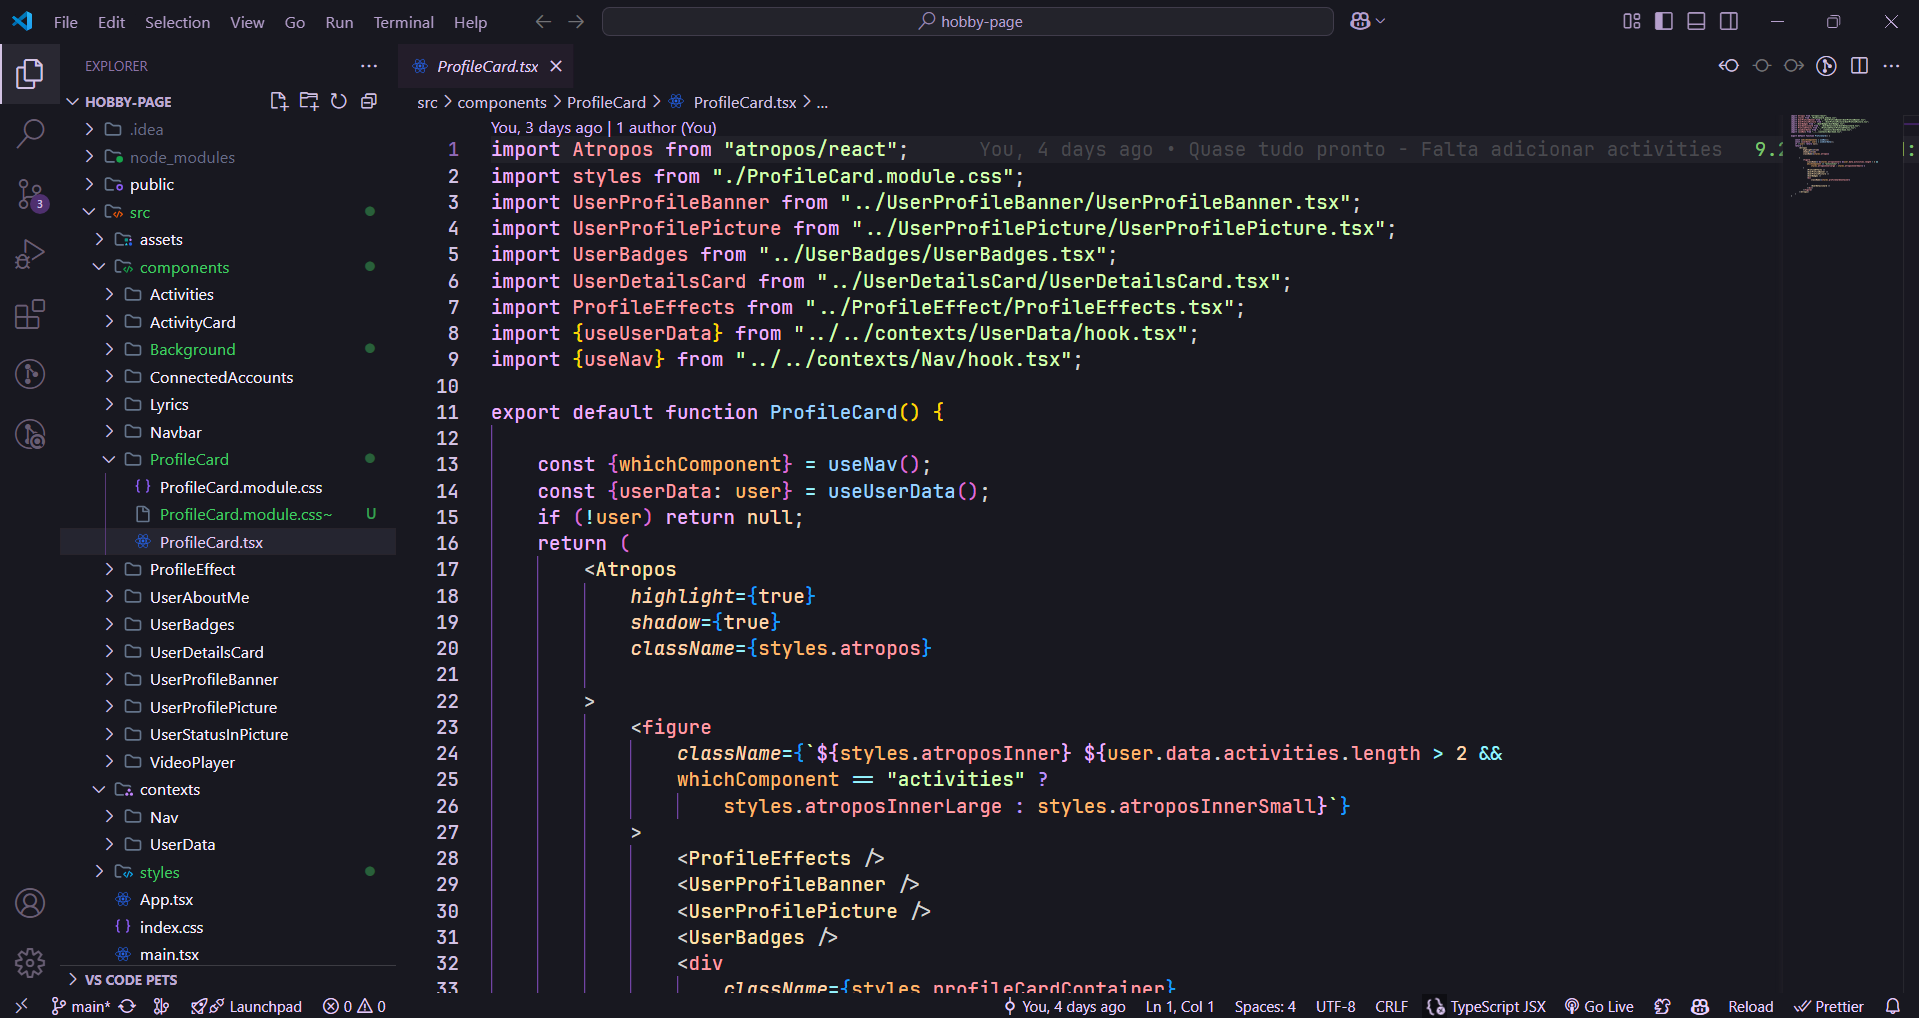 File Edit Selection View Go Run Terminal Help
hobby-page
EXPLORER
HOBBY-PAGE
.idea
node_modules
public
src
assets
components
Activities
ActivityCard
Background
ConnectedAccounts
Lyrics
Navbar
ProfileCard
{ } ProfileCard.module.css
ProfileCard.module.css~ U
ProfileCard.tsx
ProfileEffect
UserAboutMe
UserBadges
UserDetailsCard
UserProfileBanner
UserProfilePicture
UserStatusInPicture
VideoPlayer
contexts
Nav
UserData
styles
App.tsx
{ } index.css
main.tsx
VS CODE PETS
3
ProfileCard.tsx
src > components > ProfileCard > ProfileCard.tsx > ...
You, 3 days ago | 1 author (You)
1 import Atropos from "atropos/react"; You, 4 days ago • Quase tudo pronto - Falta adicionar activities
2 import styles from "./ProfileCard.module.css";
3 import UserProfileBanner from "../UserProfileBanner/UserProfileBanner.tsx";
4 import UserProfilePicture from "../UserProfilePicture/UserProfilePicture.tsx";
5 import UserBadges from "../UserBadges/UserBadges.tsx";
6 import UserDetailsCard from "../UserDetailsCard/UserDetailsCard.tsx";
7 import ProfileEffects from "../ProfileEffect/ProfileEffects.tsx";
8 import {useUserData} from "../../contexts/UserData/hook.tsx";
9 import {useNav} from "../../contexts/Nav/hook.tsx";
10
11 export default function ProfileCard() {
12
13 const {whichComponent} = useNav();
14 const {userData: user} = useUserData();
15 if (!user) return null;
16 return (
17 <Atropos
18 highlight={true}
19 shadow={true}
20 className={styles.atropos}
21
22 >
23 <figure
24 className={`${styles.atroposInner} ${user.data.activities.length > 2 &&
25 whichComponent == "activities" ?
26 styles.atroposInnerLarge : styles.atroposInnerSmall}`}
27 >
28 <ProfileEffects />
29 <UserProfileBanner />
30 <UserProfilePicture />
31 <UserBadges />
32 <div
33 className={styles.profileCardContainer}
main* Launchpad 0 0 You, 4 days ago Ln 1, Col 1 Spaces: 4 UTF-8 CRLF TypeScript JSX Go Live Reload Prettier